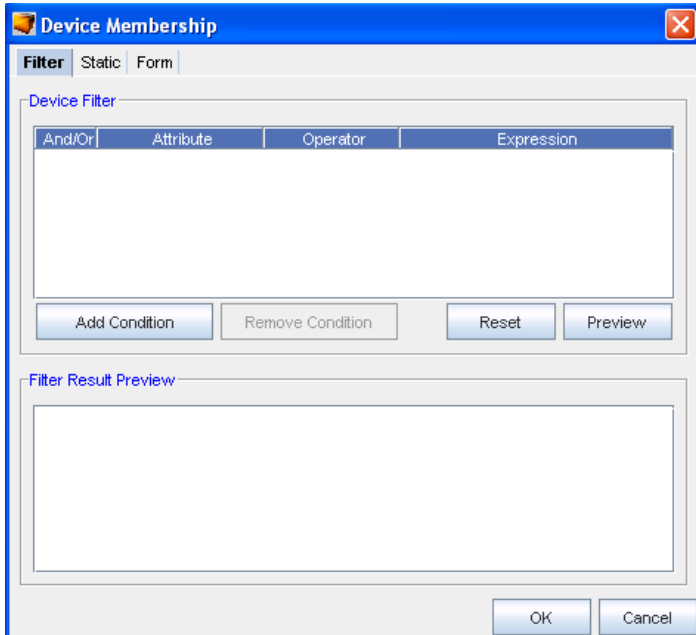 Device Membership
Filter Static Form
Device Filter
And/Or Attribute Operator Expression
Add Condition Remove Condition Reset Preview
Filter Result Preview
OK Cancel